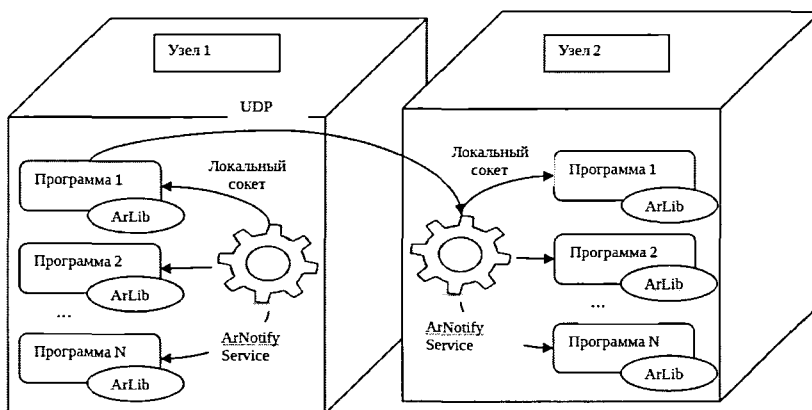 Узел 1
Узел 2
UDP
Локальный
сокет
Программа 1
ArLib
Программа 2
ArLib
...
Программа N
ArLib
ArNotify
Service
Локальный
сокет
Программа 1
ArLib
Программа 2
ArLib
...
Программа N
ArLib
ArNotify
Service